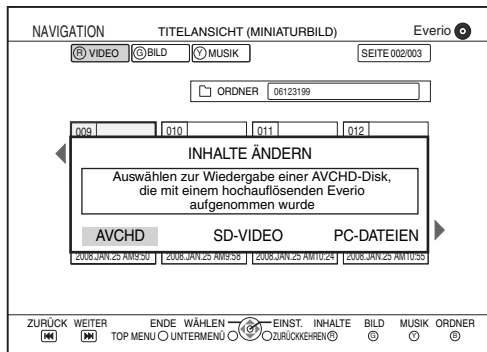 NAVIGATION TITELANSICHT (MINIATURBILD) Everio
R VIDEO G BILD Y MUSIK SEITE 002/003
ORDNER 06123199
009 010 011 012
INHALTE ÄNDERN
Auswählen zur Wiedergabe einer AVCHD-Disk,
die mit einem hochauflösenden Everio
aufgenommen wurde
AVCHD SD-VIDEO PC-DATEIEN
2008.JAN.25 AM9:50 2008.JAN.25 AM9:58 2008.JAN.25 AM10:24 2008.JAN.25 AM10:55
ZURÜCK WEITER ENDE WÄHLEN EINST. INHALTE BILD MUSIK ORDNER
TOP MENU UNTERMENÜ ZURÜCKKEHREN R G Y B